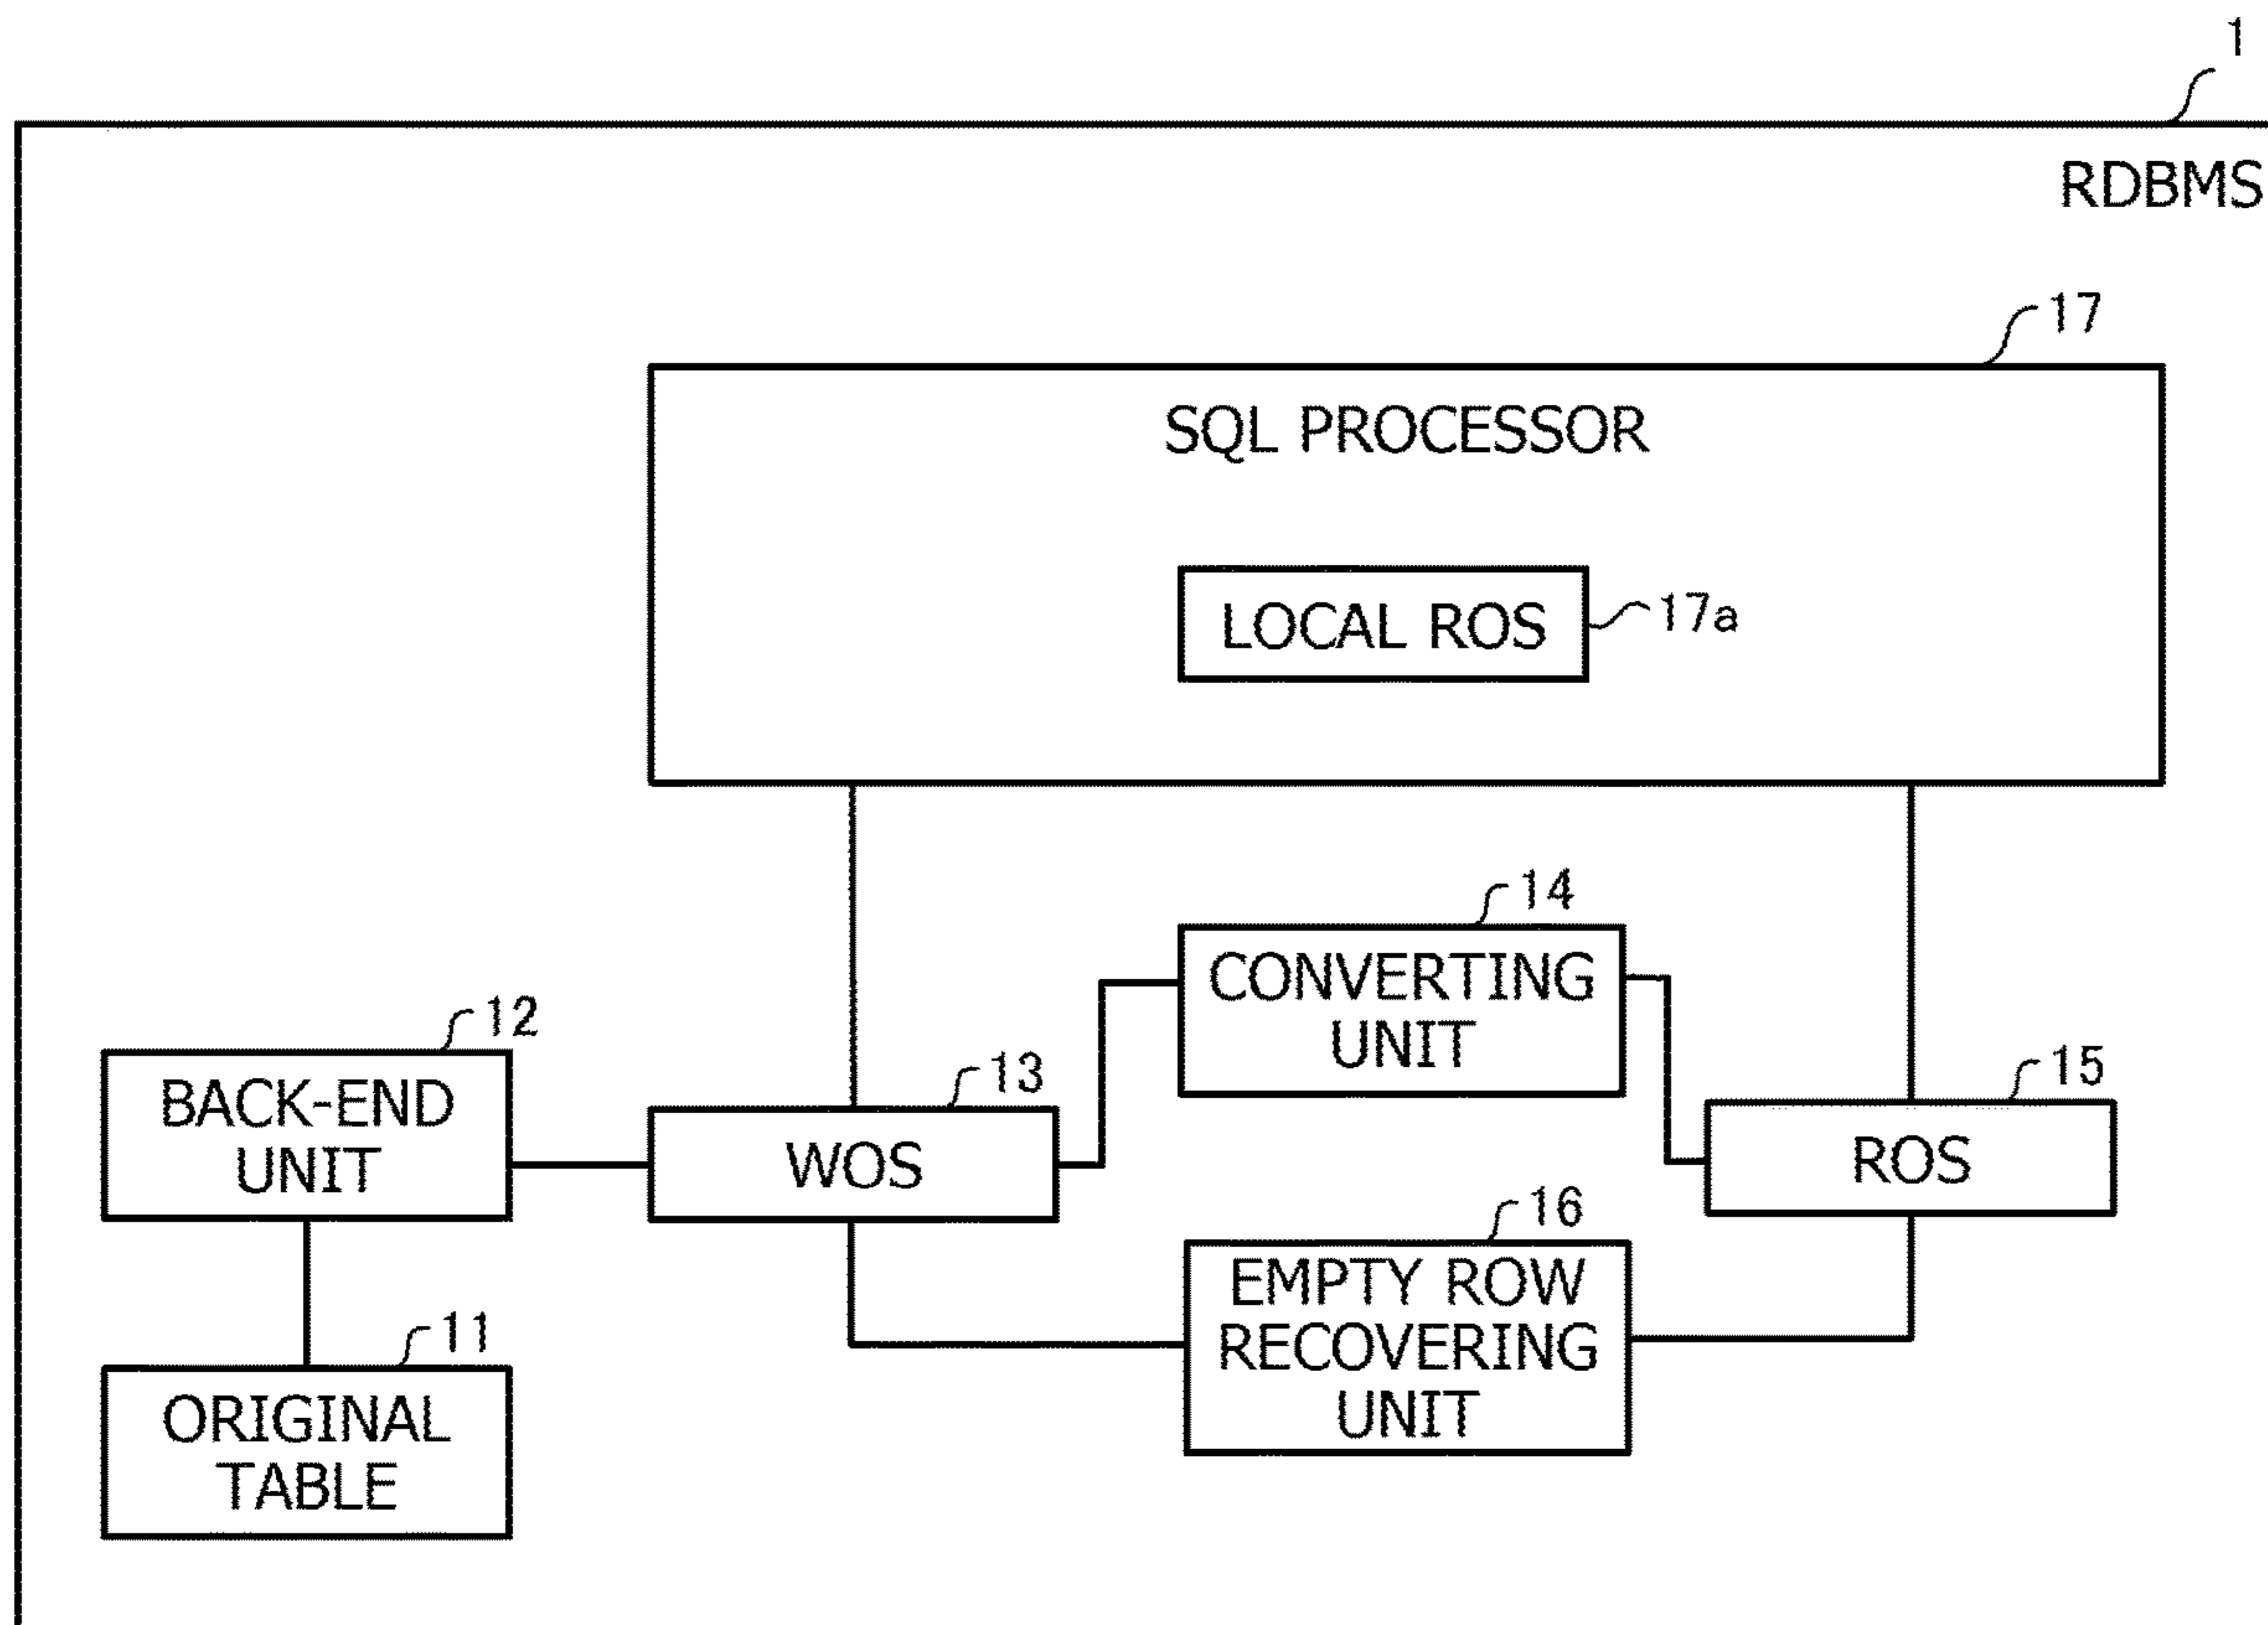 1
RDBMS
17
SQL PROCESSOR
LOCAL ROS
17a
14
CONVERTING
UNIT
12
BACK-END
UNIT
13
WOS
15
ROS
16
EMPTY ROW
RECOVERING
UNIT
11
ORIGINAL
TABLE